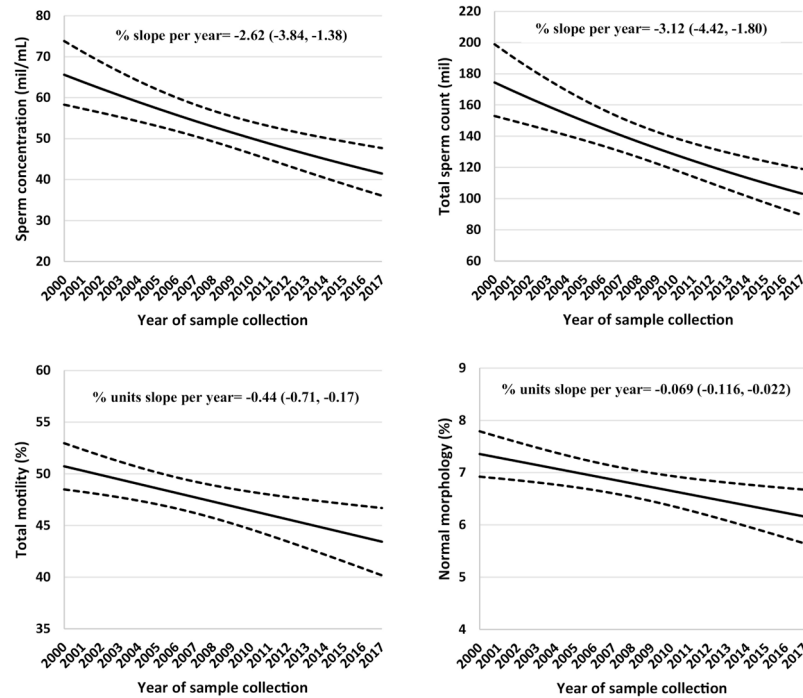 % slope per year= -2.62 (-3.84, -1.38)
Sperm concentration (mil/mL)
80
70
60
50
40
30
20
2000 2001 2002 2003 2004 2005 2006 2007 2008 2009 2010 2011 2012 2013 2014 2015 2016 2017
Year of sample collection
% slope per year= -3.12 (-4.42, -1.80)
Total sperm count (mil)
220
200
180
160
140
120
100
80
60
2000 2001 2002 2003 2004 2005 2006 2007 2008 2009 2010 2011 2012 2013 2014 2015 2016 2017
Year of sample collection
% units slope per year= -0.44 (-0.71, -0.17)
Total motility (%)
60
55
50
45
40
35
2000 2001 2002 2003 2004 2005 2006 2007 2008 2009 2010 2011 2012 2013 2014 2015 2016 2017
Year of sample collection
% units slope per year= -0.069 (-0.116, -0.022)
Normal morphology (%)
9
8
7
6
5
4
2000 2001 2002 2003 2004 2005 2006 2007 2008 2009 2010 2011 2012 2013 2014 2015 2016 2017
Year of sample collection